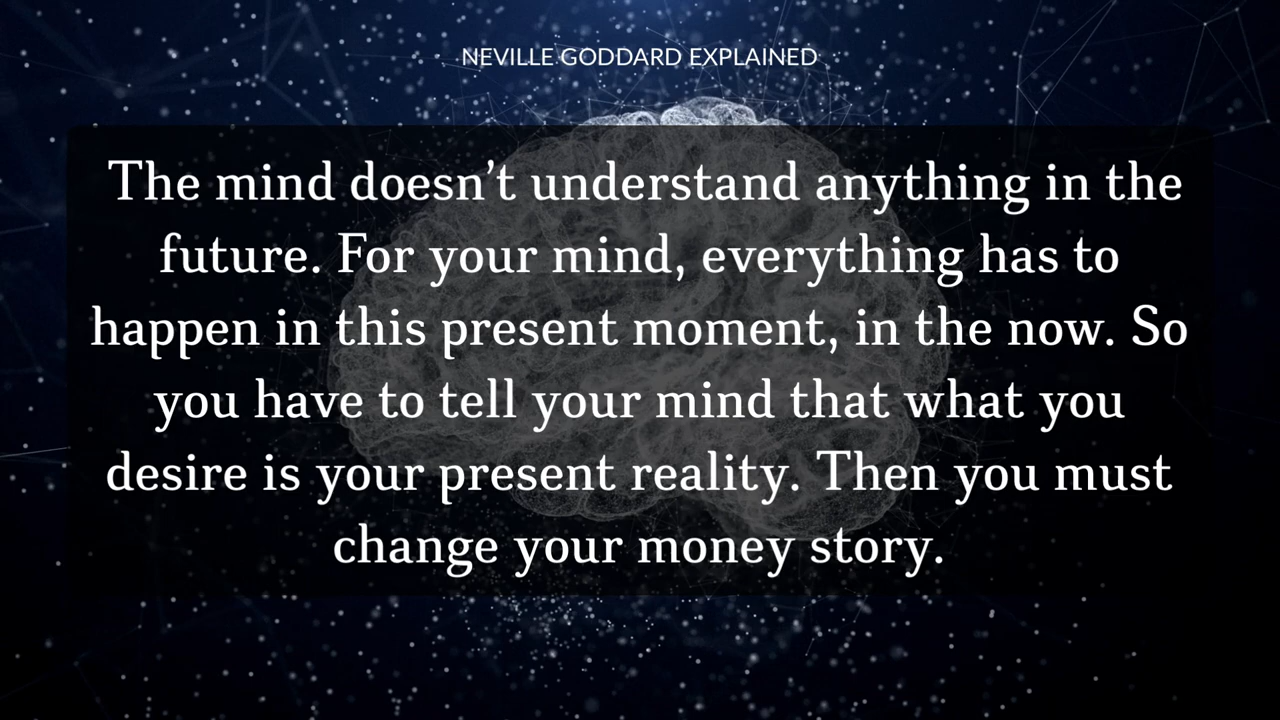 NEVILLE GODDARD EXPLAINED
The mind doesn’t understand anything in the
future. For your mind, everything has to
happen in this present moment, in the now. So
you have to tell your mind that what you
desire is your present reality. Then you must
change your money story.